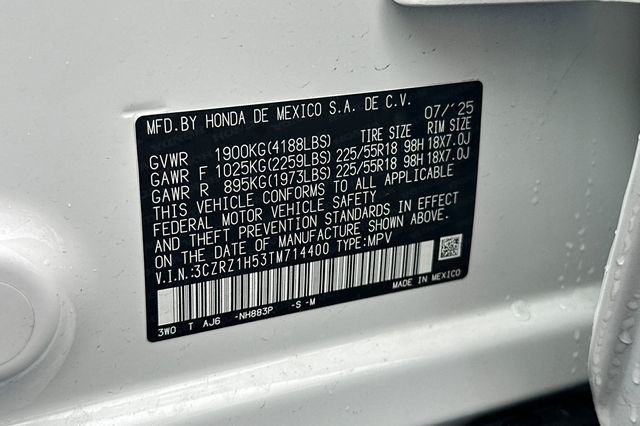 MFD.BY HONDA DE MEXICO S.A. DE C.V. 07/'25
TIRE SIZE RIM SIZE
GVWR 1900KG(4188LBS)
GAWR F 1025KG(2259LBS) 225/55R18 98H 18X7.0J
GAWR R 895KG(1973LBS) 225/55R18 98H 18X7.0J
THIS VEHICLE CONFORMS TO ALL APPLICABLE
FEDERAL MOTOR VEHICLE SAFETY
AND THEFT PREVENTION STANDARDS IN EFFECT
ON THE DATE OF MANUFACTURE SHOWN ABOVE.
V.I.N.:3CZRZ1H53TM714400 TYPE:MPV
MADE IN MEXICO
3WO T AJ6 -NH883P -S -M